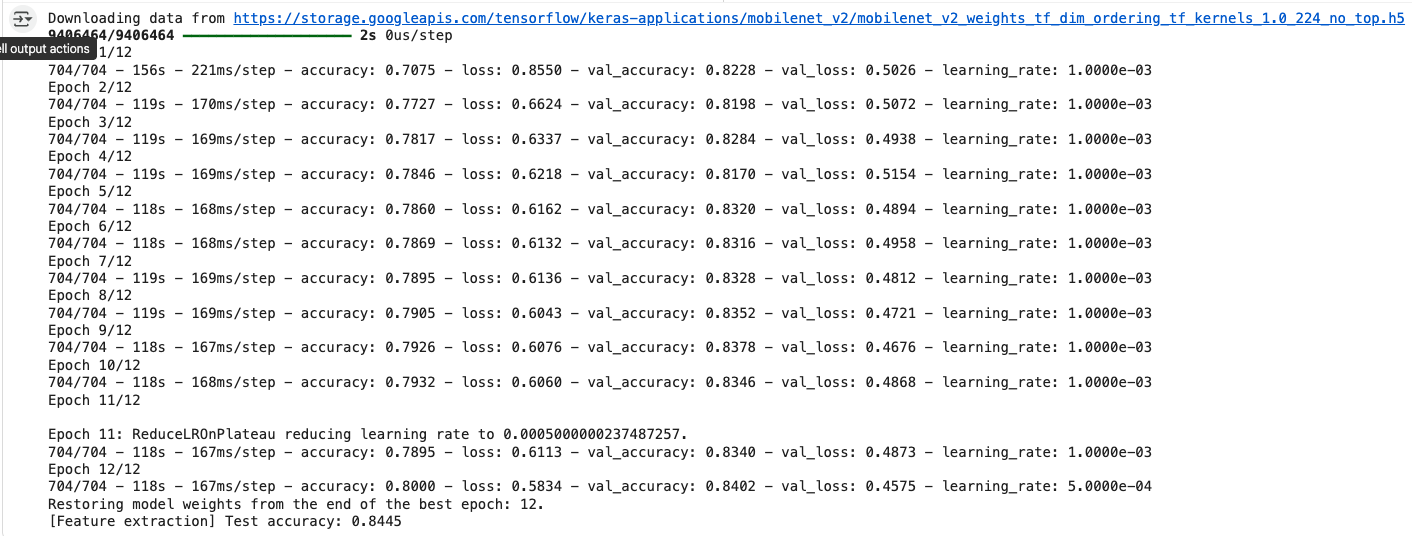 Downloading data from https://storage.googleapis.com/tensorflow/keras-applications/mobilenet_v2/mobilenet_v2_weights_tf_dim_ordering_tf_kernels_1.0_224_no_top.h5
9406464/9406464 ━━━━━━━━━━━━━━━━━━━━ 2s 0us/step
ell output actions
1/12
704/704 - 156s - 221ms/step - accuracy: 0.7075 - loss: 0.8550 - val_accuracy: 0.8228 - val_loss: 0.5026 - learning_rate: 1.0000e-03
Epoch 2/12
704/704 - 119s - 170ms/step - accuracy: 0.7727 - loss: 0.6624 - val_accuracy: 0.8198 - val_loss: 0.5072 - learning_rate: 1.0000e-03
Epoch 3/12
704/704 - 119s - 169ms/step - accuracy: 0.7817 - loss: 0.6337 - val_accuracy: 0.8284 - val_loss: 0.4938 - learning_rate: 1.0000e-03
Epoch 4/12
704/704 - 119s - 169ms/step - accuracy: 0.7846 - loss: 0.6218 - val_accuracy: 0.8170 - val_loss: 0.5154 - learning_rate: 1.0000e-03
Epoch 5/12
704/704 - 118s - 168ms/step - accuracy: 0.7860 - loss: 0.6162 - val_accuracy: 0.8320 - val_loss: 0.4894 - learning_rate: 1.0000e-03
Epoch 6/12
704/704 - 118s - 168ms/step - accuracy: 0.7869 - loss: 0.6132 - val_accuracy: 0.8316 - val_loss: 0.4958 - learning_rate: 1.0000e-03
Epoch 7/12
704/704 - 119s - 169ms/step - accuracy: 0.7895 - loss: 0.6136 - val_accuracy: 0.8328 - val_loss: 0.4812 - learning_rate: 1.0000e-03
Epoch 8/12
704/704 - 119s - 169ms/step - accuracy: 0.7905 - loss: 0.6043 - val_accuracy: 0.8352 - val_loss: 0.4721 - learning_rate: 1.0000e-03
Epoch 9/12
704/704 - 118s - 167ms/step - accuracy: 0.7926 - loss: 0.6076 - val_accuracy: 0.8378 - val_loss: 0.4676 - learning_rate: 1.0000e-03
Epoch 10/12
704/704 - 118s - 168ms/step - accuracy: 0.7932 - loss: 0.6060 - val_accuracy: 0.8346 - val_loss: 0.4868 - learning_rate: 1.0000e-03
Epoch 11/12
Epoch 11: ReduceLROnPlateau reducing learning rate to 0.0005000000237487257.
704/704 - 118s - 167ms/step - accuracy: 0.7895 - loss: 0.6113 - val_accuracy: 0.8340 - val_loss: 0.4873 - learning_rate: 1.0000e-03
Epoch 12/12
704/704 - 118s - 167ms/step - accuracy: 0.8000 - loss: 0.5834 - val_accuracy: 0.8402 - val_loss: 0.4575 - learning_rate: 5.0000e-04
Restoring model weights from the end of the best epoch: 12.
[Feature extraction] Test accuracy: 0.8445